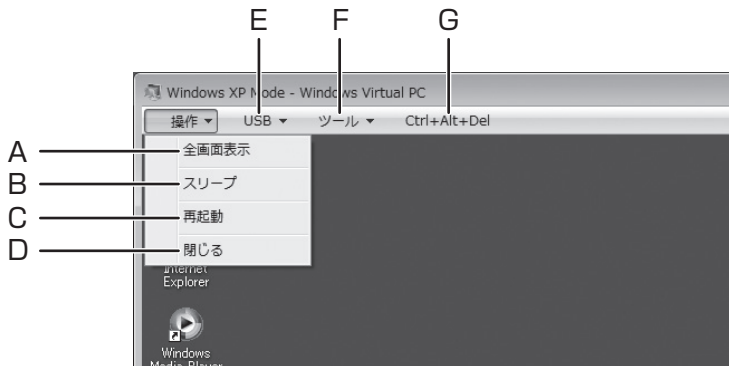 E F G
Windows XP Mode - Windows Virtual PC
操作 USB ツール Ctrl+Alt+Del
A 全画面表示
B スリープ
C 再起動
D 閉じる
Internet
Explorer
Windows
Media Player